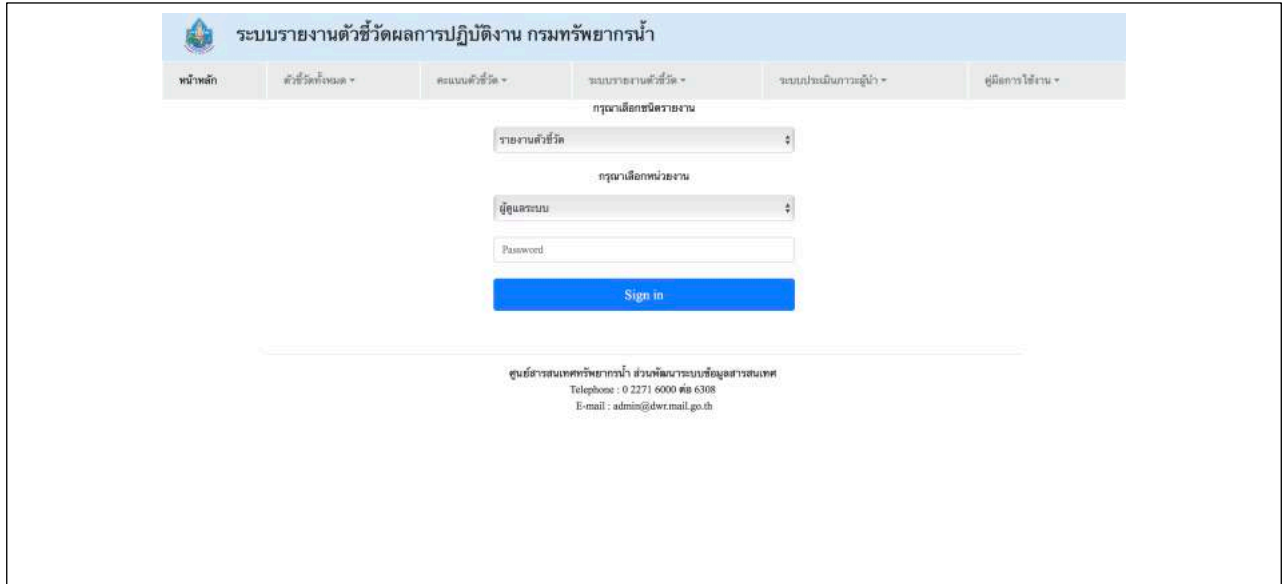 ระบบรายงานตัวชี้วัดผลการปฏิบัติงาน กรมทรัพยากรน้ำ
หน้าหลัก ตัวชี้วัดทั้งหมด คะแนนตัวชี้วัด ระบบรายงานตัวชี้วัด ระบบประเมินภาวะผู้นำ คู่มือการใช้งาน
กรุณาเลือกชนิดรายงาน
รายงานตัวชี้วัด
กรุณาเลือกหน่วยงาน
ผู้ดูแลระบบ
Password
Sign in
ศูนย์สารสนเทศทรัพยากรน้ำ ส่วนพัฒนาระบบข้อมูลสารสนเทศ
Telephone : 0 2271 6000 ต่อ 6308
E-mail : admin@dwr.mail.go.th